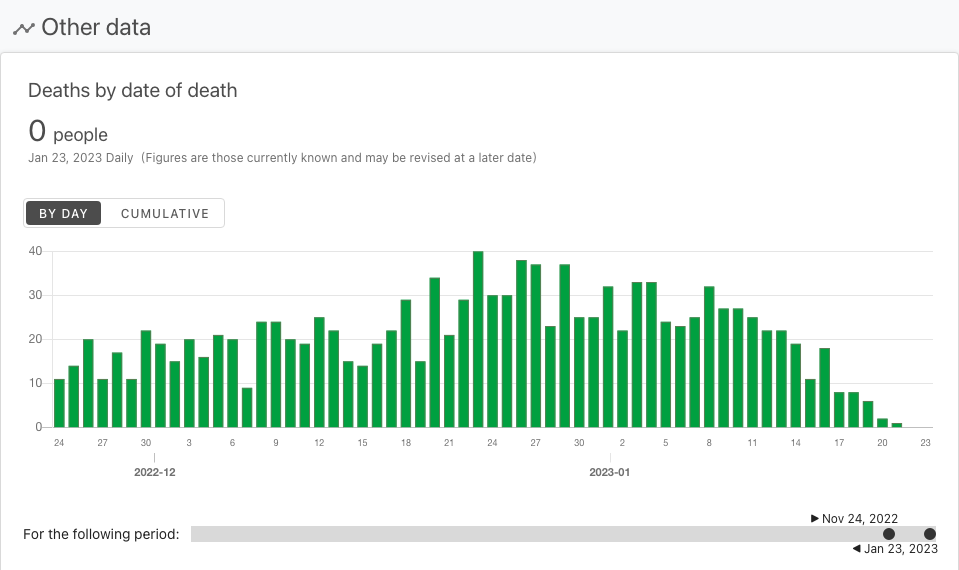 Other data
Deaths by date of death
0 people
Jan 23, 2023 Daily (Figures are those currently known and may be revised at a later date)
BY DAY CUMULATIVE
40
30
20
10
0
24 27 30 3 6 9 12 15 18 21 24 27 30 2 5 8 11 14 17 20 23
2022-12 2023-01
▶ Nov 24, 2022
For the following period:
◀ Jan 23, 2023